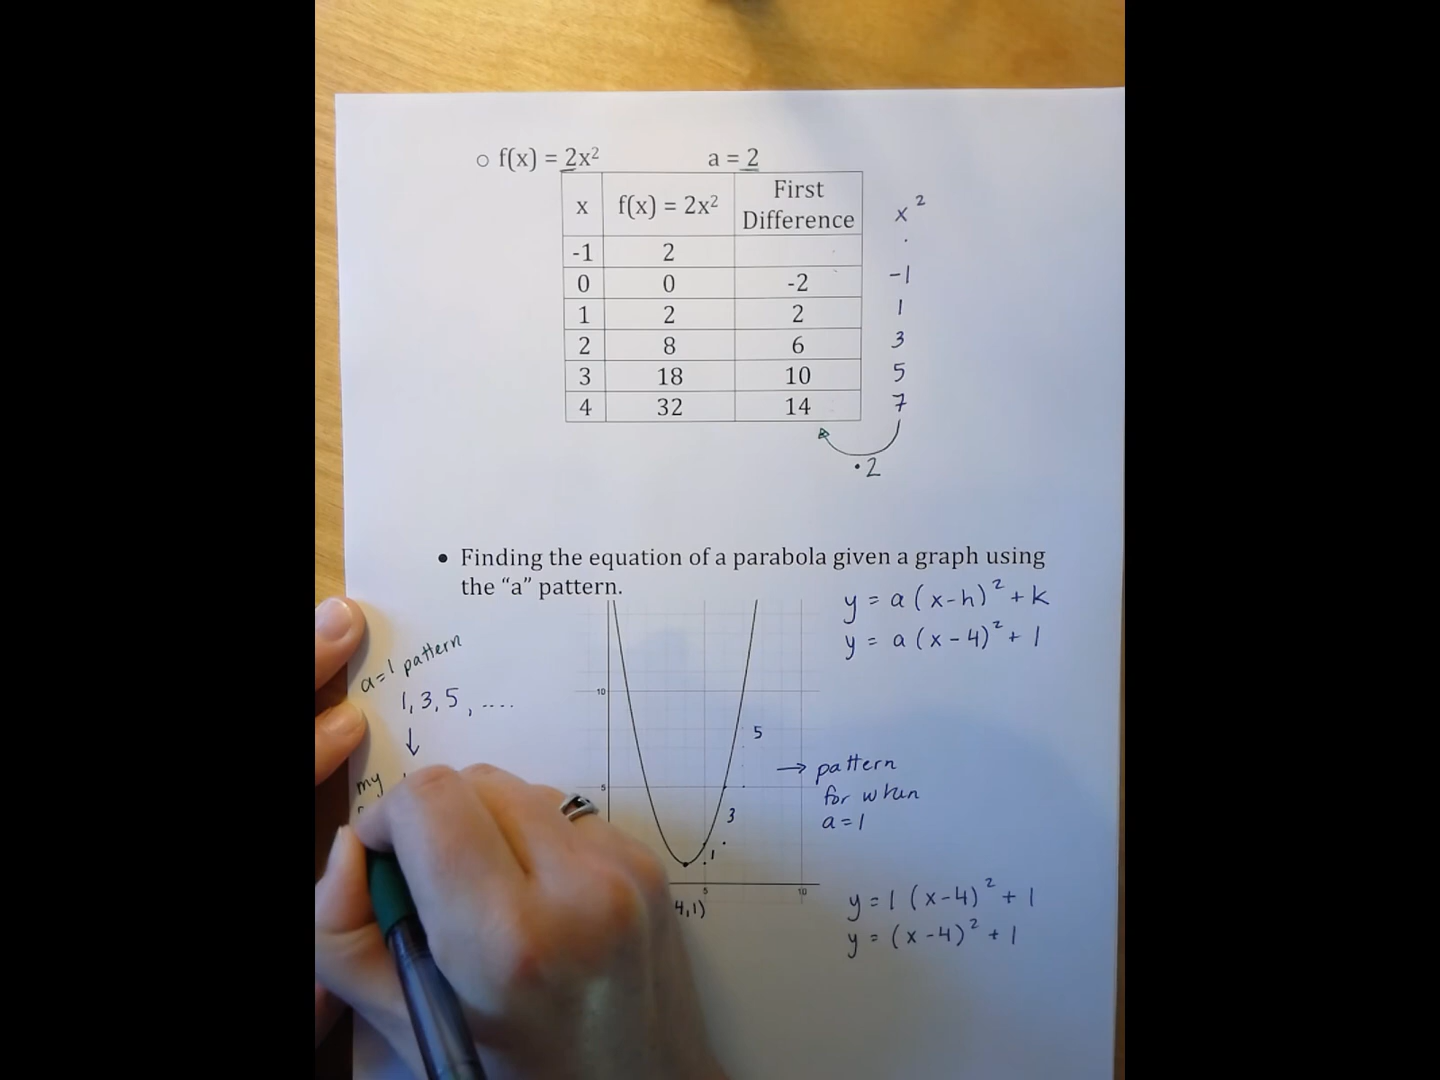 ○ f(x) = 2x² a = 2
x f(x) = 2x² First Difference x²
-1 2
0 0 -2 -1
1 2 2 1
2 8 6 3
3 18 10 5
4 32 14 7
·2
• Finding the equation of a parabola given a graph using
the “a” pattern.
y = a(x-h)² + k
y = a(x-4)² + 1
a=1 pattern
1, 3, 5, ....
↓
my
10
5
5
3
1
→ pattern
for when
a=1
5
10
4,1)
y = 1(x-4)² + 1
y = (x-4)² + 1